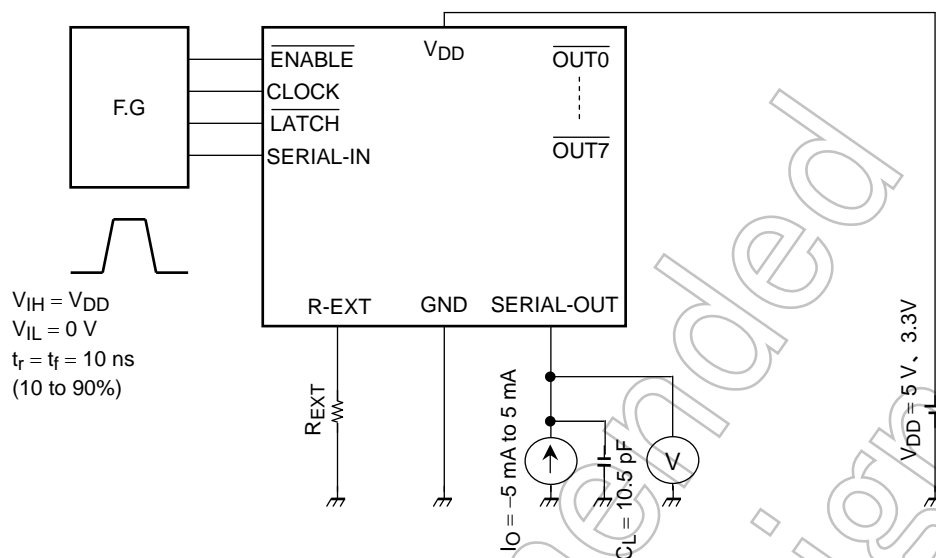 VDD
ENABLE
OUT0
F.G
CLOCK
LATCH
SERIAL-IN
OUT7
VIH = VDD
VIL = 0 V
tr = tf = 10 ns
(10 to 90%)
R-EXT
GND
SERIAL-OUT
REXT
IO = −5 mA to 5 mA
CL = 10.5 pF
V
VDD = 5 V、3.3V
ended
sign